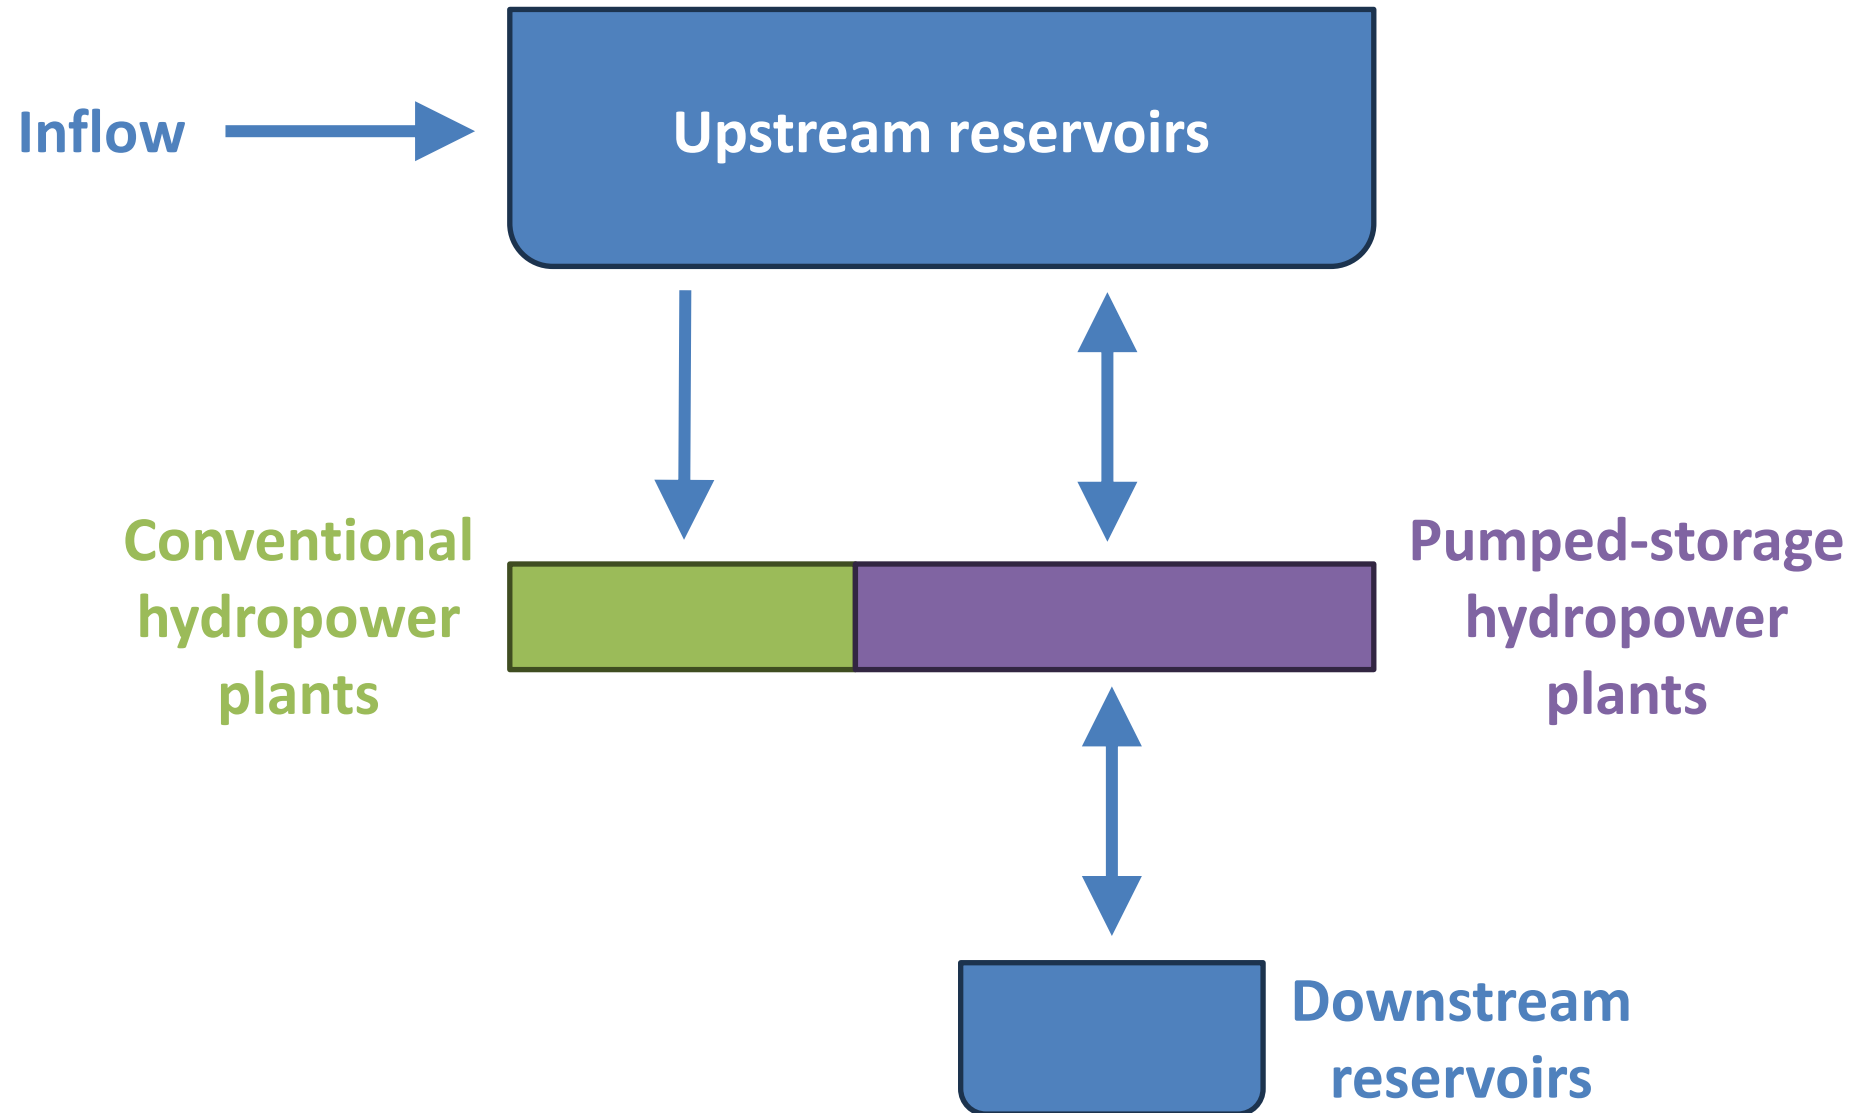 Inflow
Upstream reservoirs
Conventional
hydropower
plants
Pumped-storage
hydropower
plants
Downstream
reservoirs